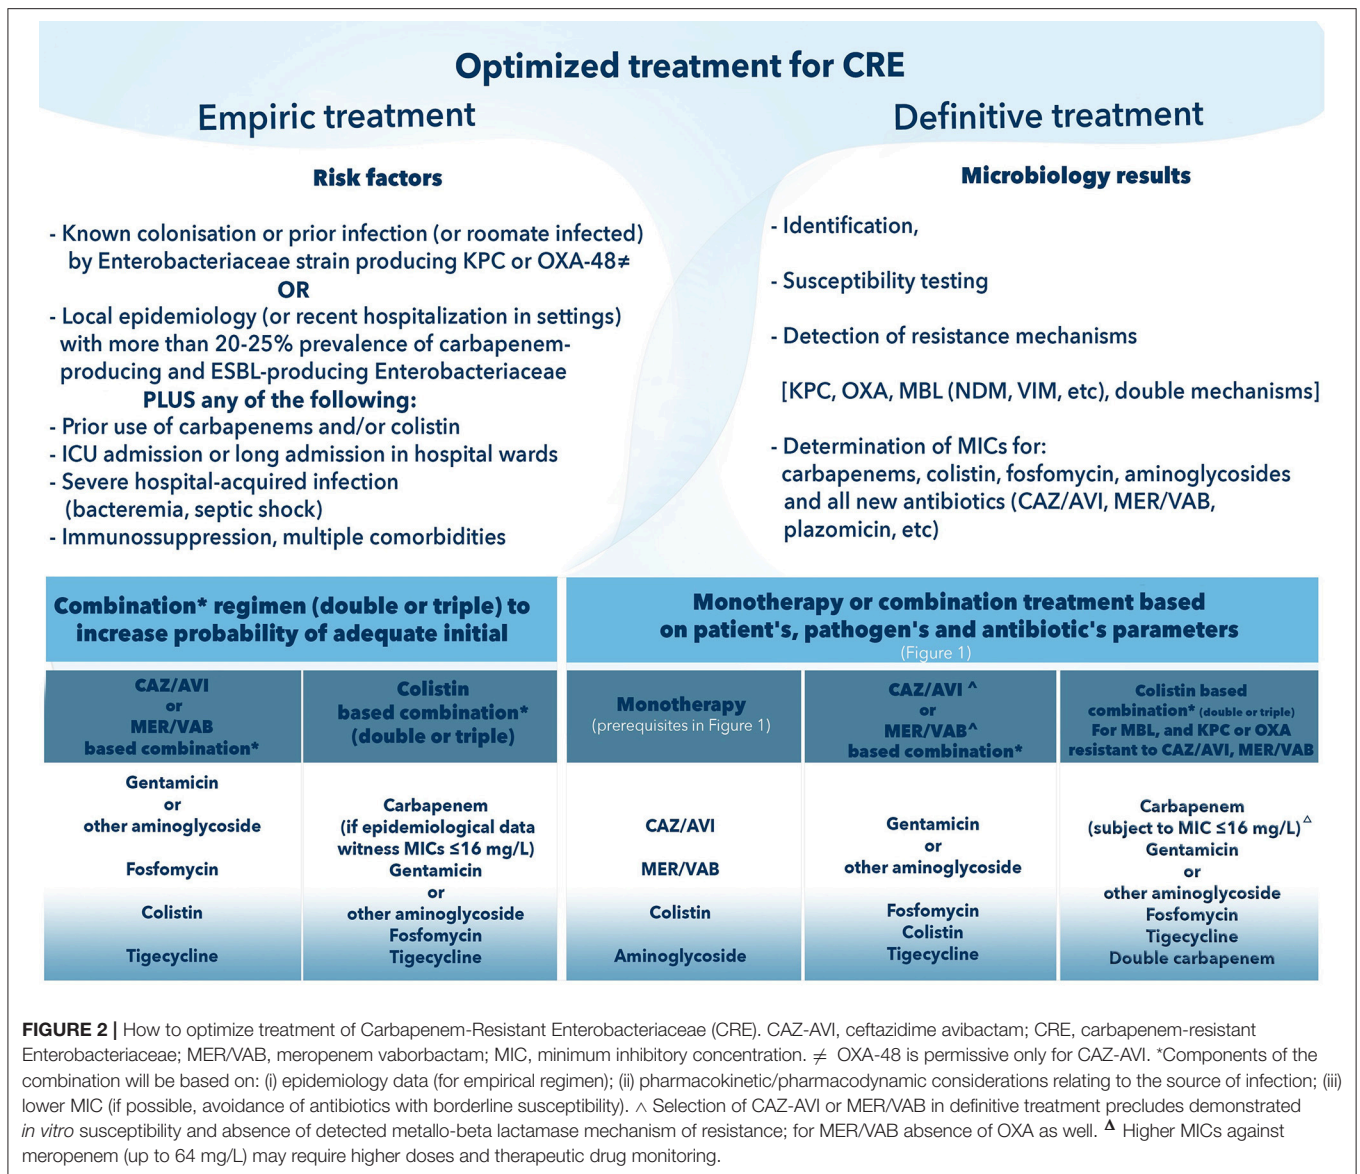 Optimized treatment for CRE
Empiric treatment
Risk factors
- Known colonisation or prior infection (or roomate infected)
by Enterobacteriaceae strain producing KPC or OXA-48≠
OR
- Local epidemiology (or recent hospitalization in settings)
with more than 20-25% prevalence of carbapenem-
producing and ESBL-producing Enterobacteriaceae
PLUS any of the following:
- Prior use of carbapenems and/or colistin
- ICU admission or long admission in hospital wards
- Severe hospital-acquired infection
(bacteremia, septic shock)
- Immunossuppression, multiple comorbidities
Definitive treatment
Microbiology results
- Identification,
- Susceptibility testing
- Detection of resistance mechanisms
[KPC, OXA, MBL (NDM, VIM, etc), double mechanisms]
- Determination of MICs for:
carbapenems, colistin, fosfomycin, aminoglycosides
and all new antibiotics (CAZ/AVI, MER/VAB,
plazomicin, etc)
Combination* regimen (double or triple) to
increase probability of adequate initial
CAZ/AVI
or
MER/VAB
based combination*
Gentamicin
or
other aminoglycoside
Fosfomycin
Colistin
Tigecycline
Colistin
based combination*
(double or triple)
Carbapenem
(if epidemiological data
witness MICs ≤16 mg/L)
Gentamicin
or
other aminoglycoside
Fosfomycin
Tigecycline
Monotherapy or combination treatment based
on patient's, pathogen's and antibiotic's parameters
(Figure 1)
Monotherapy
(prerequisites in Figure 1)
CAZ/AVI
MER/VAB
Colistin
Aminoglycoside
CAZ/AVI ^
or
MER/VAB^
based combination*
Gentamicin
or
other aminoglycoside
Fosfomycin
Colistin
Tigecycline
Colistin based
combination* (double or triple)
For MBL, and KPC or OXA
resistant to CAZ/AVI, MER/VAB
Carbapenem
(subject to MIC ≤16 mg/L)△
Gentamicin
or
other aminoglycoside
Fosfomycin
Tigecycline
Double carbapenem
FIGURE 2 | How to optimize treatment of Carbapenem-Resistant Enterobacteriaceae (CRE). CAZ-AVI, ceftazidime avibactam; CRE, carbapenem-resistant
Enterobacteriaceae; MER/VAB, meropenem vaborbactam; MIC, minimum inhibitory concentration. ≠ OXA-48 is permissive only for CAZ-AVI. *Components of the
combination will be based on: (i) epidemiology data (for empirical regimen); (ii) pharmacokinetic/pharmacodynamic considerations relating to the source of infection; (iii)
lower MIC (if possible, avoidance of antibiotics with borderline susceptibility). ∧ Selection of CAZ-AVI or MER/VAB in definitive treatment precludes demonstrated
in vitro susceptibility and absence of detected metallo-beta lactamase mechanism of resistance; for MER/VAB absence of OXA as well. Δ Higher MICs against
meropenem (up to 64 mg/L) may require higher doses and therapeutic drug monitoring.